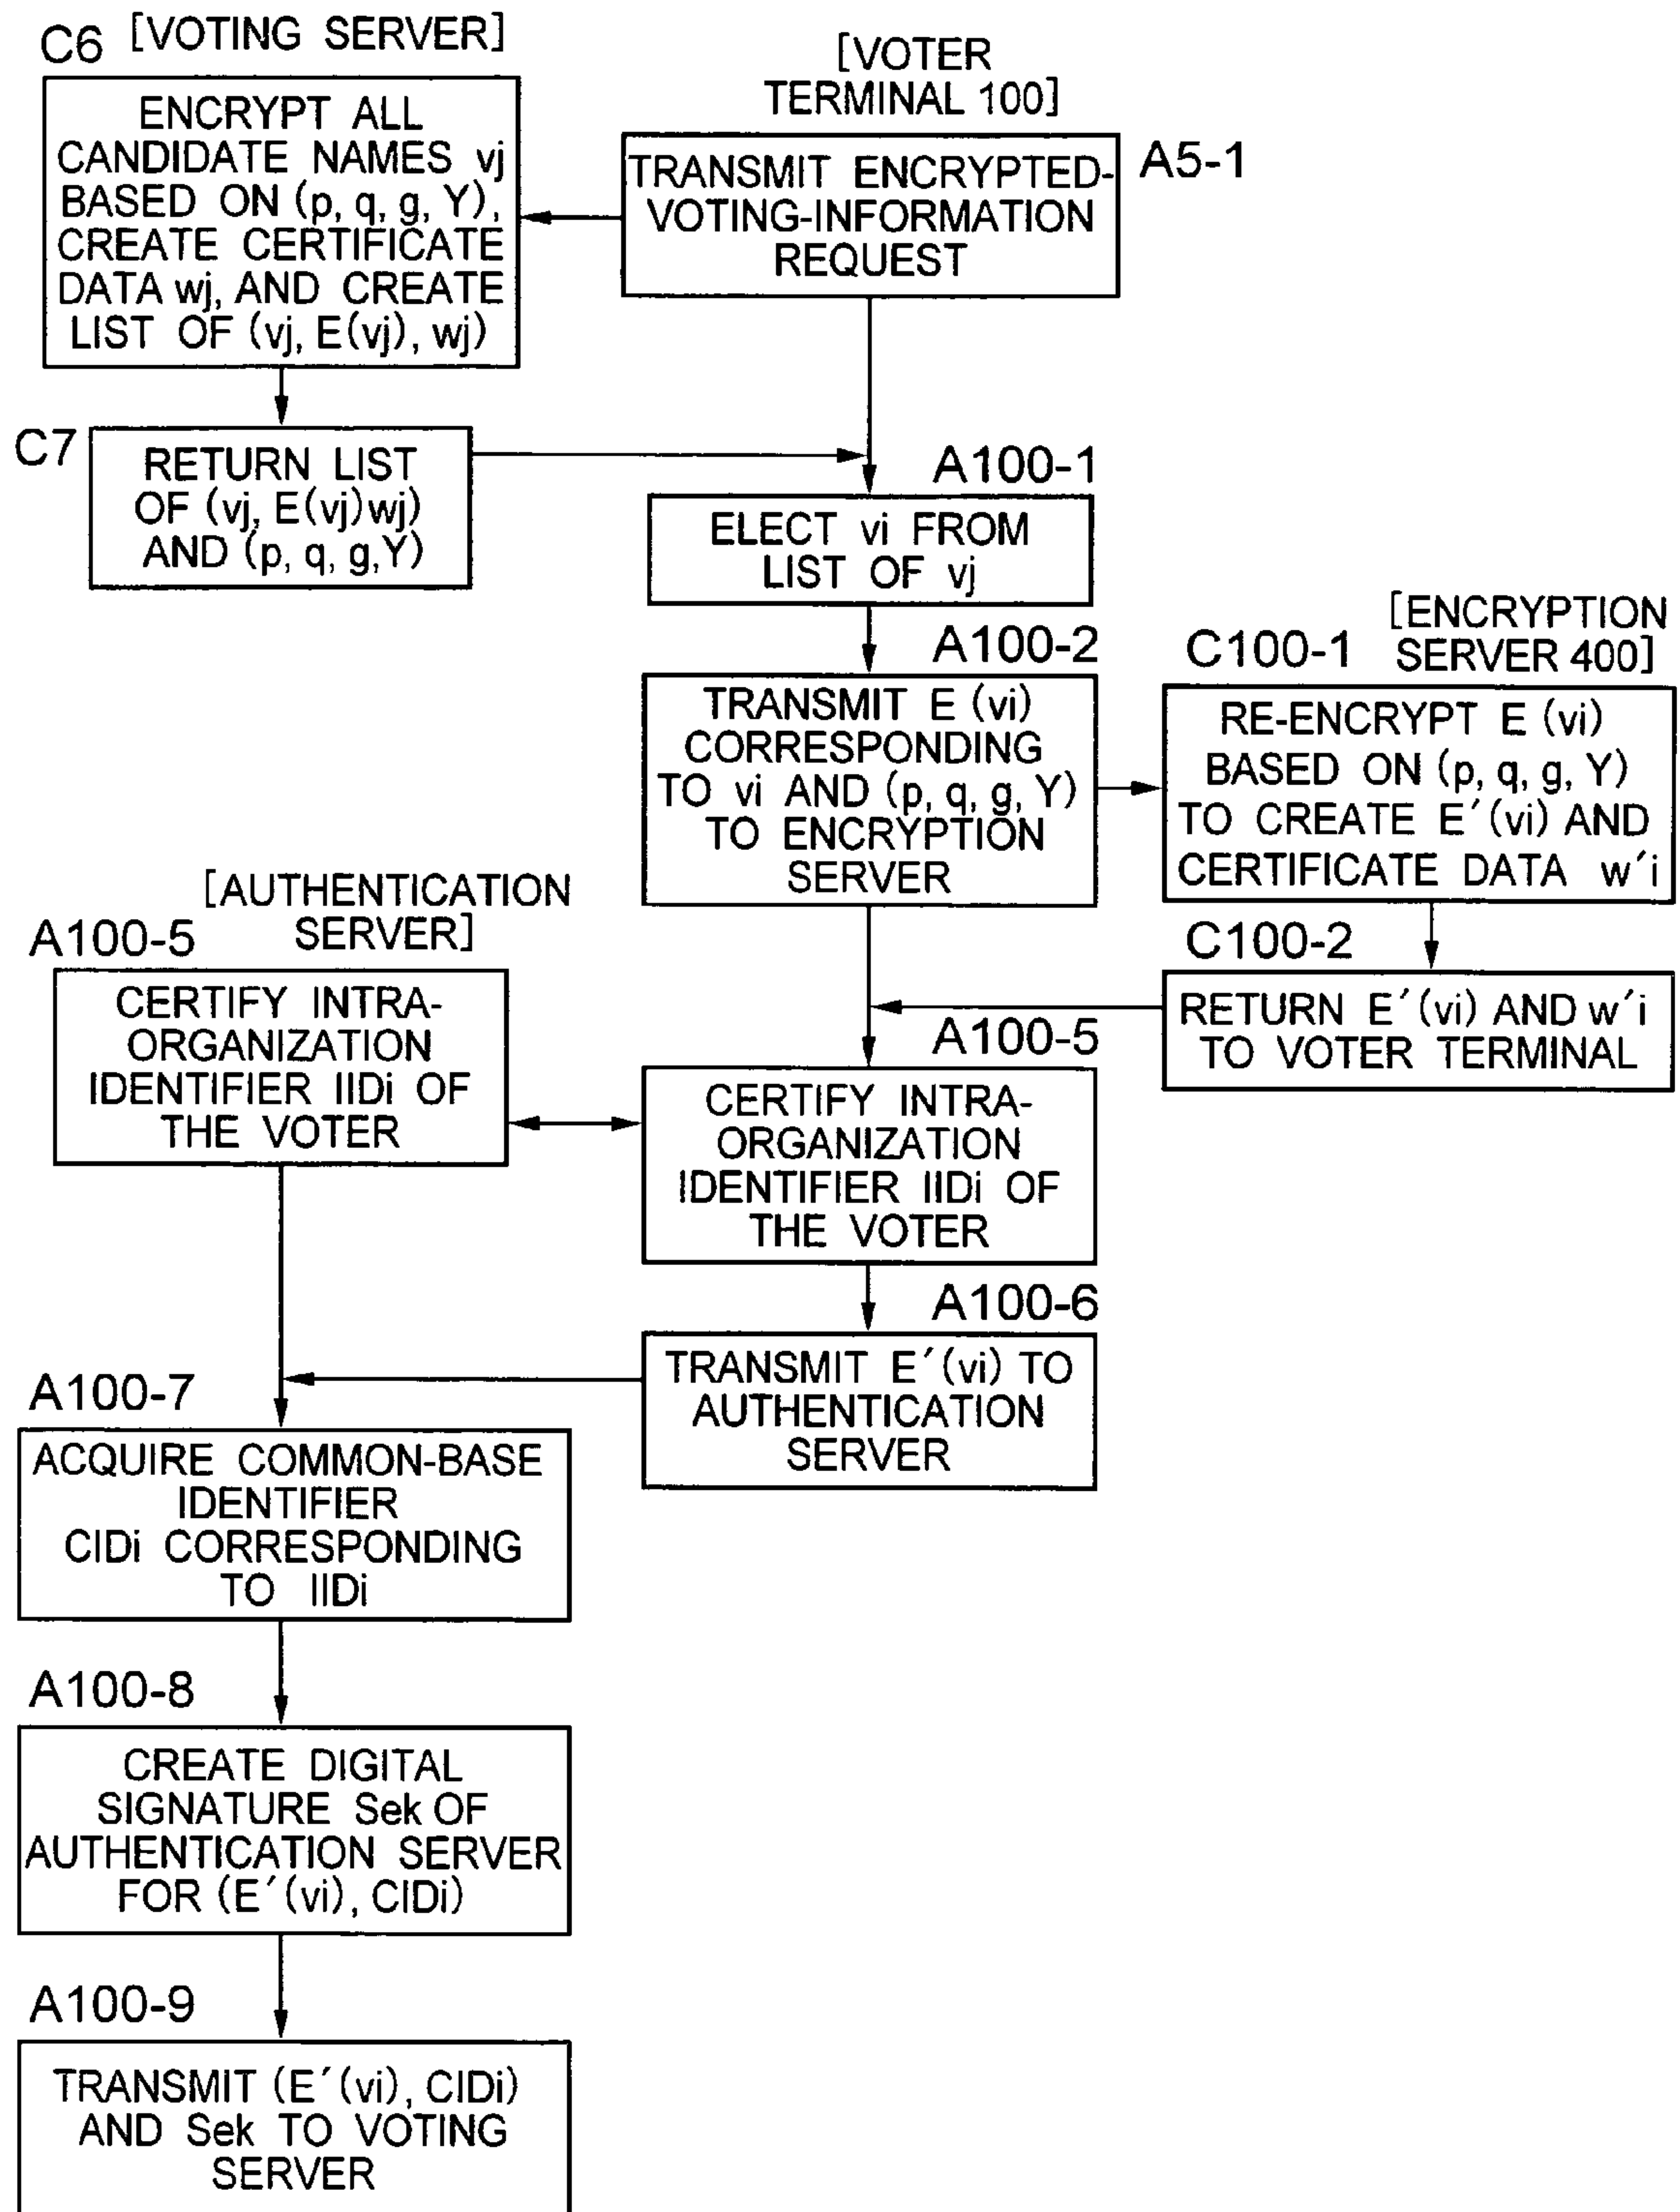 C6 [VOTING SERVER]
ENCRYPT ALL
CANDIDATE NAMES vj
BASED ON (p, q, g, Y),
CREATE CERTIFICATE
DATA wj, AND CREATE
LIST OF (vj, E(vj), wj)
[VOTER
TERMINAL 100]
A5-1
TRANSMIT ENCRYPTED-
VOTING-INFORMATION
REQUEST
C7
RETURN LIST
OF (vj, E(vj)wj)
AND (p, q, g,Y)
A100-1
ELECT vi FROM
LIST OF vj
A100-2
TRANSMIT E (vi)
CORRESPONDING
TO vi AND (p, q, g, Y)
TO ENCRYPTION
SERVER
[ENCRYPTION
SERVER 400]
C100-1
RE-ENCRYPT E (vi)
BASED ON (p, q, g, Y)
TO CREATE E′(vi) AND
CERTIFICATE DATA w′i
C100-2
RETURN E′(vi) AND w′i
TO VOTER TERMINAL
[AUTHENTICATION
SERVER]
A100-5
CERTIFY INTRA-
ORGANIZATION
IDENTIFIER IIDi OF
THE VOTER
A100-5
CERTIFY INTRA-
ORGANIZATION
IDENTIFIER IIDi OF
THE VOTER
A100-6
TRANSMIT E′(vi) TO
AUTHENTICATION
SERVER
A100-7
ACQUIRE COMMON-BASE
IDENTIFIER
CIDi CORRESPONDING
TO IIDi
A100-8
CREATE DIGITAL
SIGNATURE Sek OF
AUTHENTICATION SERVER
FOR (E′(vi), CIDi)
A100-9
TRANSMIT (E′(vi), CIDi)
AND Sek TO VOTING
SERVER